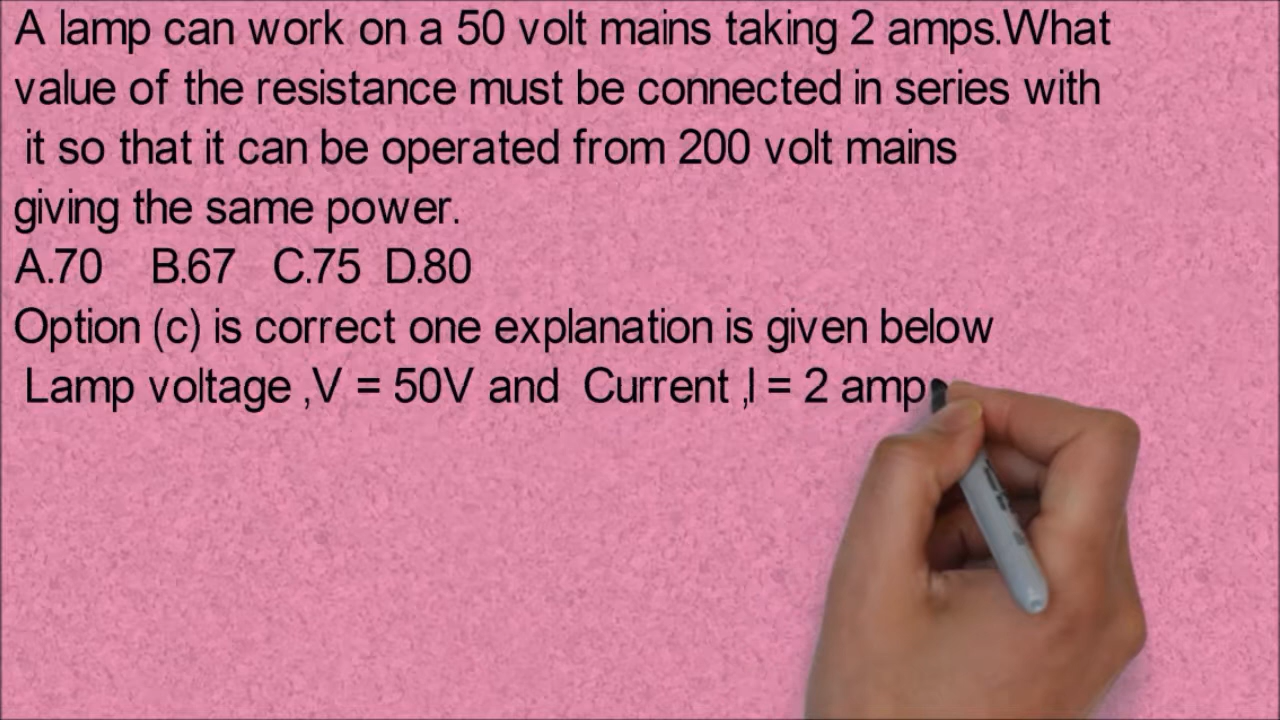 A lamp can work on a 50 volt mains taking 2 amps.What
value of the resistance must be connected in series with
it so that it can be operated from 200 volt mains
giving the same power.
A.70 B.67 C.75 D.80
Option (c) is correct one explanation is given below
Lamp voltage ,V = 50V and Current ,I = 2 amp